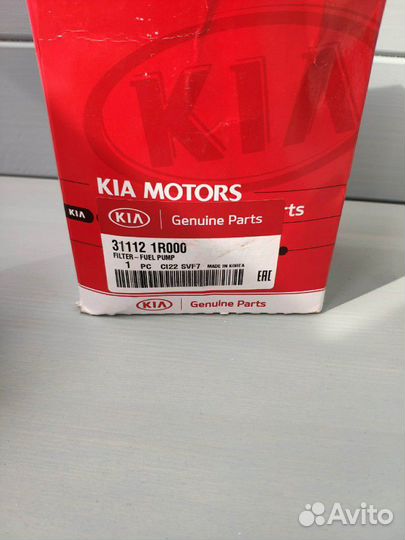 KIA
KIA MOTORS
KIA
rts
KIA Genuine Parts
31112 1R000
FILTER-FUEL PUMP
1 PC CI22 SVF7 MADE IN KOREA
EAC
KIA Genuine Parts
Avito